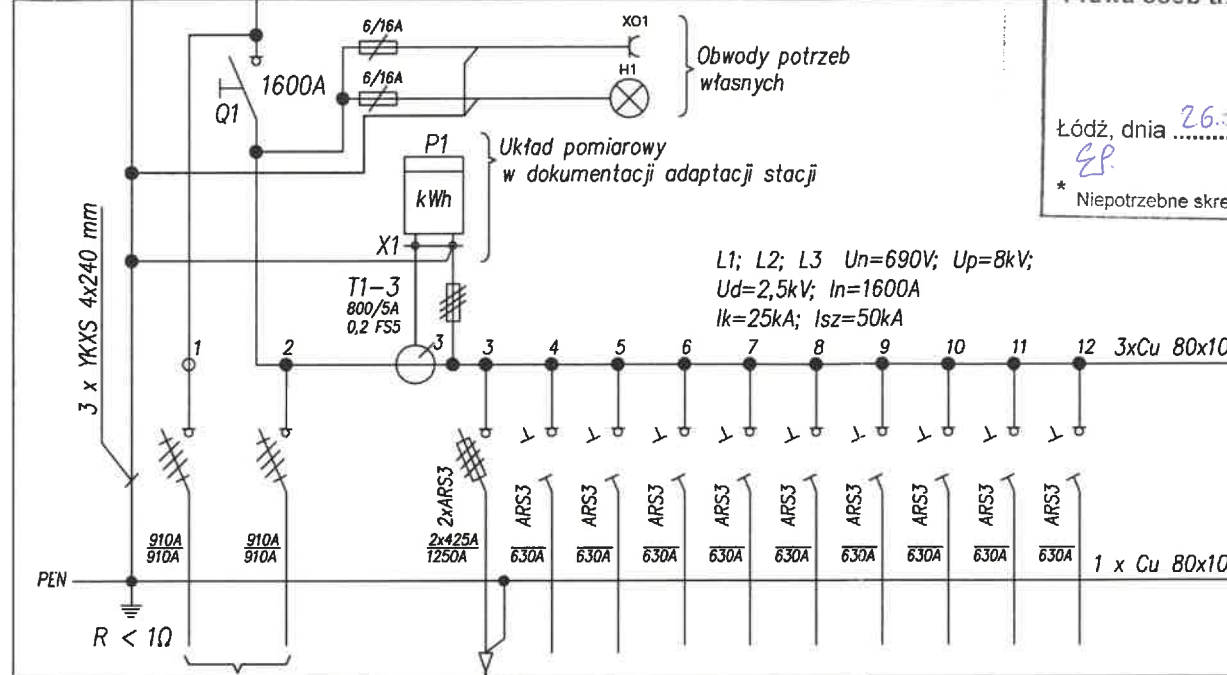 6/16A
XO1
6/16A
H1
Obwody potrzeb
własnych
1600A
Q1
P1
kWh
Układ pomiarowy
w dokumentacji adaptacji stacji
X1
T1-3
800/5A
0,2 FS5
3
3 x YKXS 4x240 mm
Łódź, dnia 26.
* Niepotrzebne
L1; L2; L3 Un=690V; Up=8kV;
Ud=2,5kV; In=1600A
Ik=25kA; Isz=50kA
1 2 3 4 5 6 7 8 9 10 11 12 3xCu 80x10
2xARS3 ARS3 ARS3 ARS3 ARS3 ARS3 ARS3 ARS3 ARS3 ARS3
910A 910A 2x425A
910A 910A 1250A 630A 630A 630A 630A 630A 630A 630A 630A 630A
PEN 1 x Cu 80x10
R < 1Ω